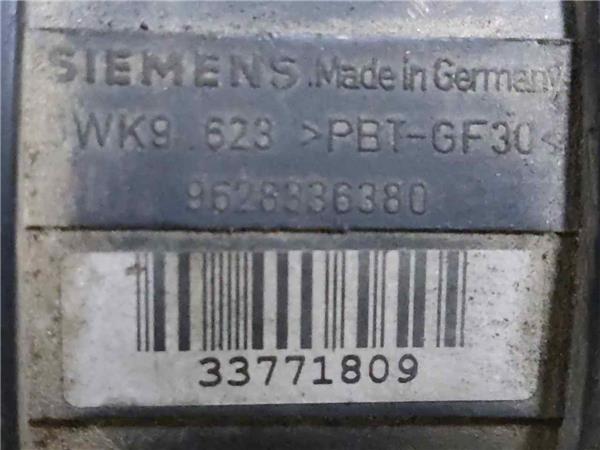 SIEMENS Made in Germany
WK9 623 >PBT-GF30<
9628336380
33771809